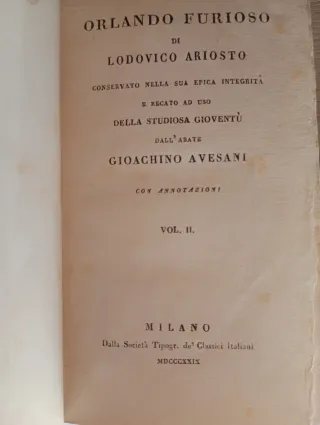 ORLANDO FURIOSO
DI
LODOVICO ARIOSTO
CONSERVATO NELLA SUA EPICA INTEGRITÀ
E RECATO AD USO
DELLA STUDIOSA GIOVENTÙ
DALL' ABATE
GIOACHINO AVESANI
CON ANNOTAZIONI
VOL. II.
MILANO
Dalla Società Tipogr. de' Classici Italiani
MDCCCXXIX